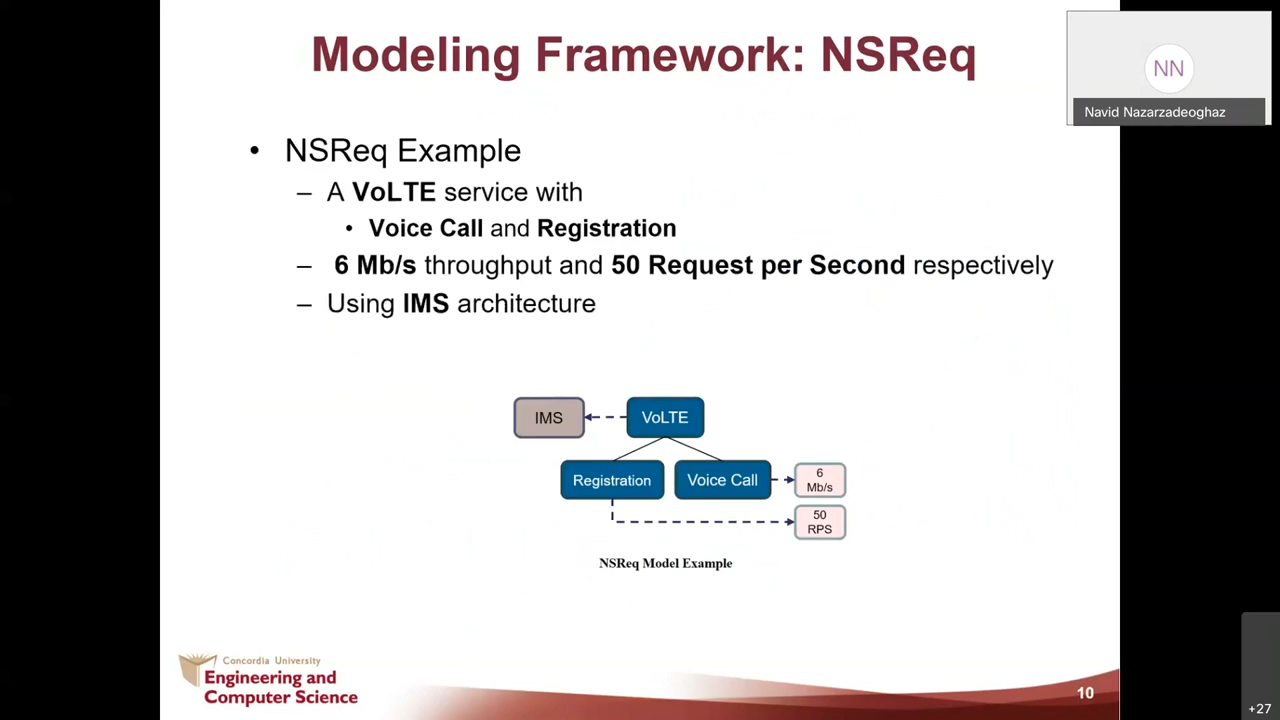 Modeling Framework: NSReq
NN
Navid Nazarzadeoghaz
• NSReq Example
– A VoLTE service with
• Voice Call and Registration
– 6 Mb/s throughput and 50 Request per Second respectively
– Using IMS architecture
IMS
VoLTE
Registration
Voice Call
6
Mb/s
50
RPS
NSReq Model Example
Concordia University
Engineering and
Computer Science
10
+27